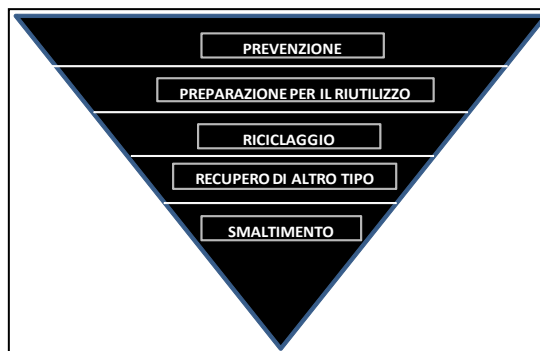 PREVENZIONE
PREPARAZIONE PER IL RIUTILIZZO
RICICLAGGIO
RECUPERO DI ALTRO TIPO
SMALTIMENTO